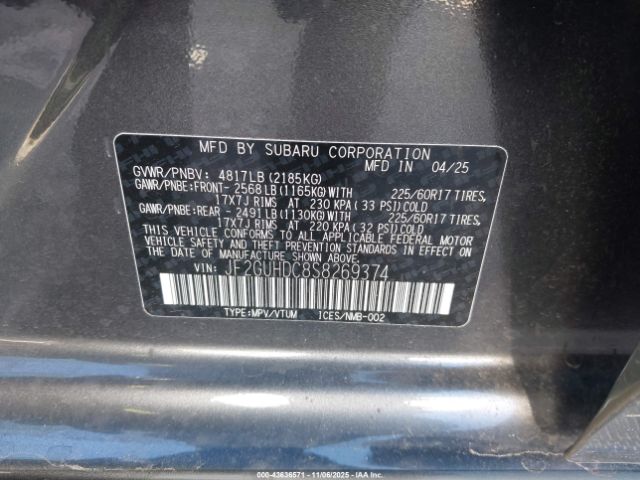 MFD BY SUBARU CORPORATION
MFD IN 04/25
GVWR/PNBV: 4817LB(2185KG)
GAWR/PNBE:FRONT- 2568LB(1165KG)WITH 225/60R17 TIRES,
17X7J RIMS AT 230 KPA(33 PSI)COLD
GAWR/PNBE:REAR - 2491LB(1130KG)WITH 225/60R17 TIRES,
17X7J RIMS AT 220 KPA(32 PSI)COLD
THIS VEHICLE CONFORMS TO ALL APPLICABLE FEDERAL MOTOR
VEHICLE SAFETY AND THEFT PREVENTION STANDARDS IN
EFFECT ON THE DATE OF MANUFACTURE SHOWN ABOVE.
VIN: JF2GUHDC8S8269374
TYPE:MPV/VTUM ICES/NMB-002
000-43636571 - 11/06/2025 - IAAI.COM